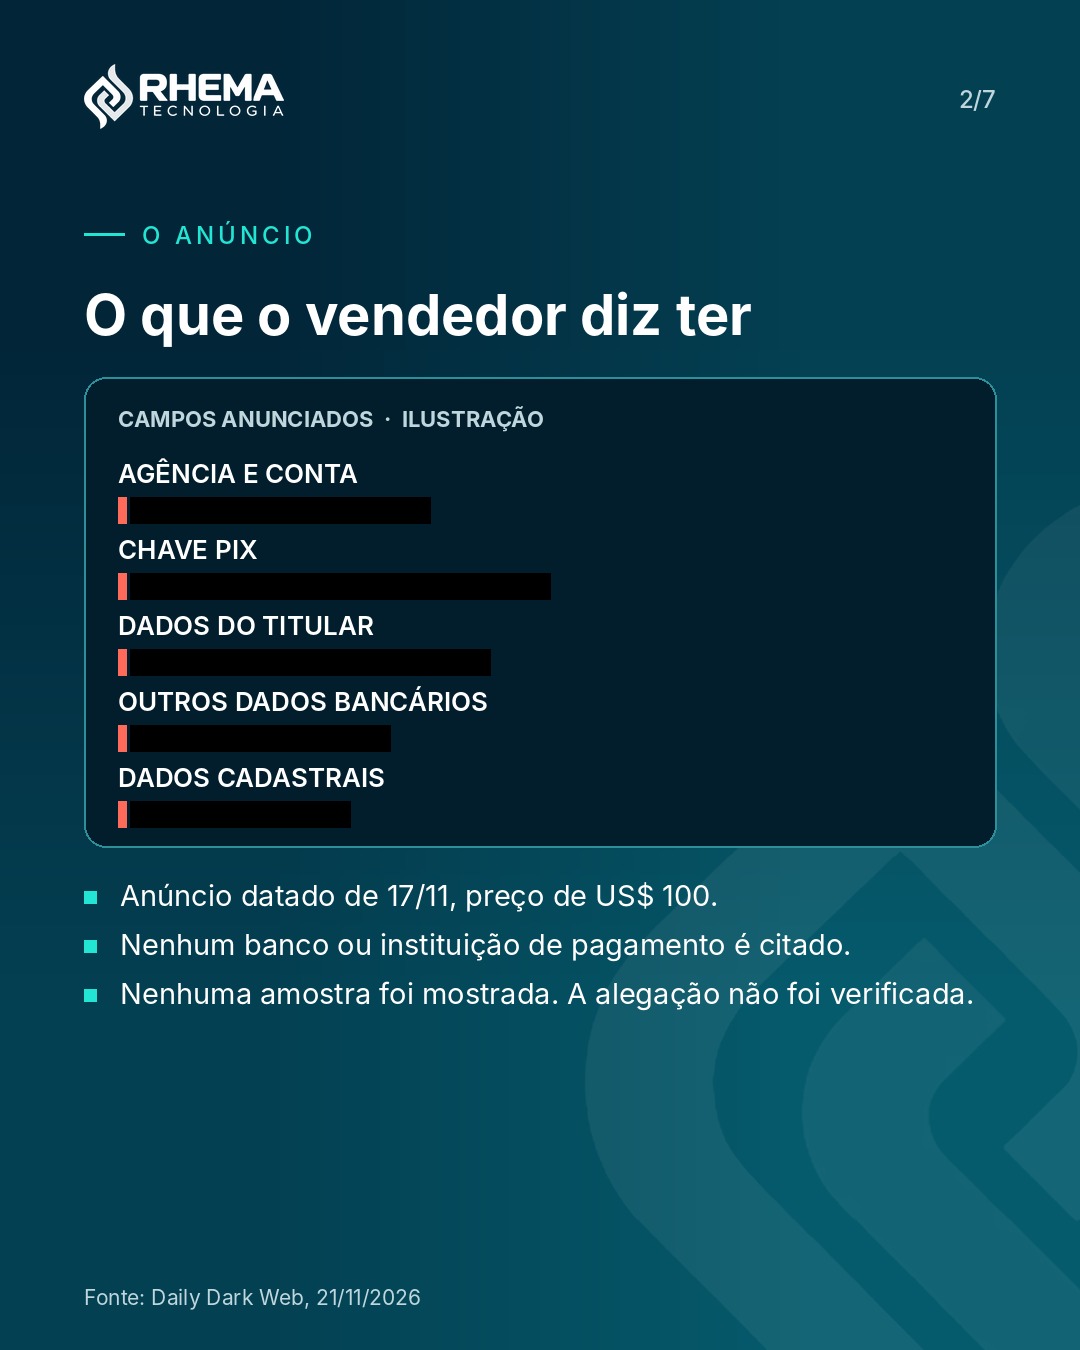 RHEMA
TECNOLOGIA
2/7
O ANÚNCIO
O que o vendedor diz ter
CAMPOS ANUNCIADOS · ILUSTRAÇÃO
AGÊNCIA E CONTA
CHAVE PIX
DADOS DO TITULAR
OUTROS DADOS BANCÁRIOS
DADOS CADASTRAIS
Anúncio datado de 17/11, preço de US$ 100.
Nenhum banco ou instituição de pagamento é citado.
Nenhuma amostra foi mostrada. A alegação não foi verificada.
Fonte: Daily Dark Web, 21/11/2026